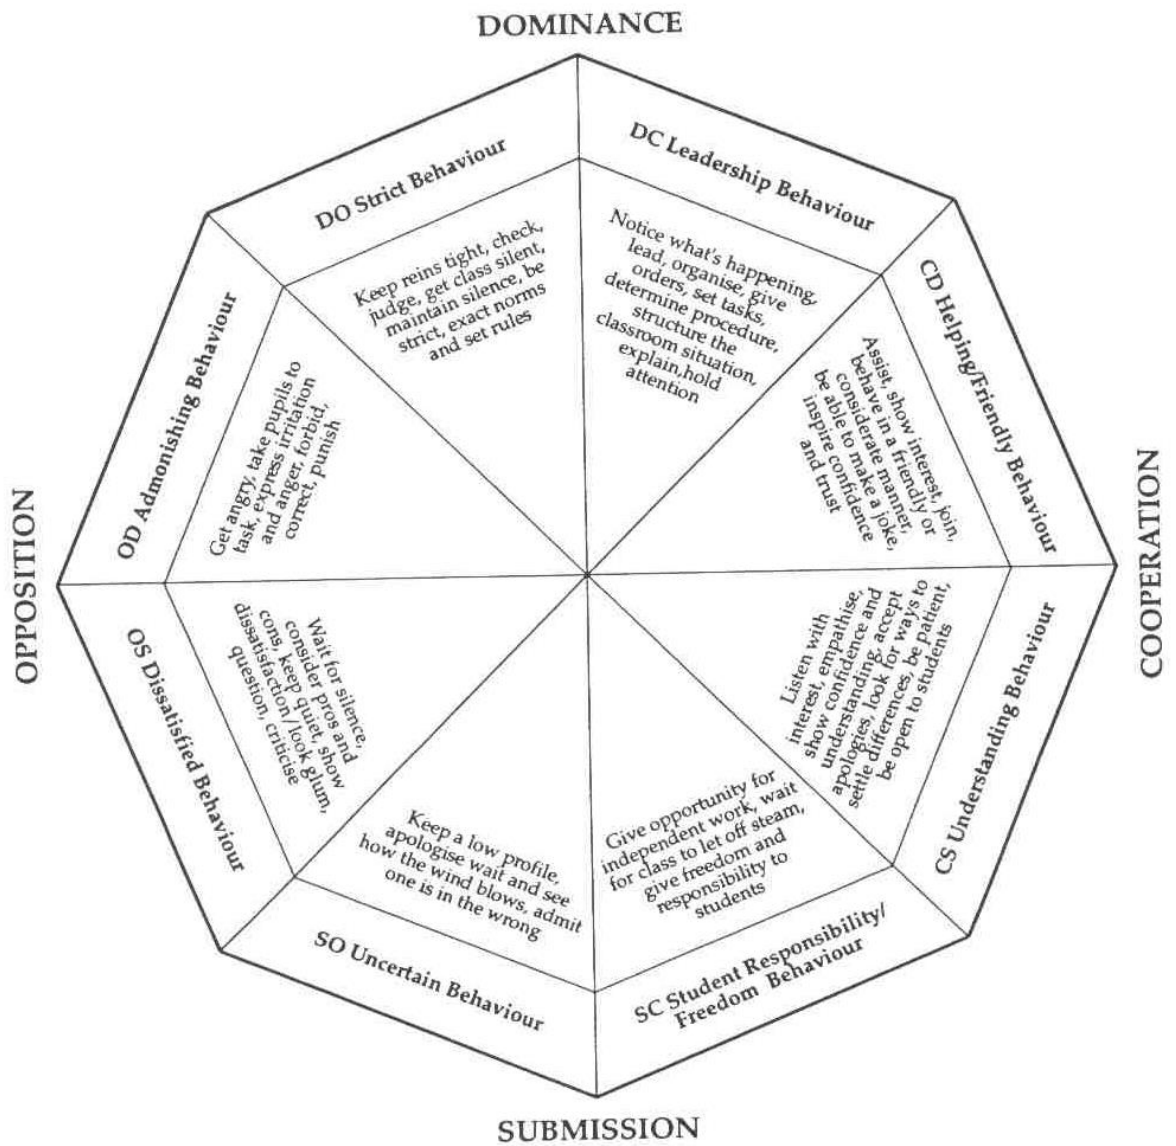 DOMINANCE
DC Leadership Behaviour
Notice what's happening,
lead, organise, give
orders, set tasks,
determine procedure,
structure the
classroom situation,
explain,hold
attention
CD Helping/Friendly Behaviour
Assist, show interest, join,
behave in a friendly or
considerate manner,
be able to make a joke,
inspire confidence
and trust
COOPERATION
CS Understanding Behaviour
Listen with
interest, empathise,
show confidence and
understanding, accept
apologies, look for ways to
settle differences, be patient,
be open to students
SC Student Responsibility/
Freedom Behaviour
Give opportunity for
independent work, wait
for class to let off steam,
give freedom and
responsibility to
students
SUBMISSION
SO Uncertain Behaviour
Keep a low profile,
apologise wait and see
how the wind blows, admit
one is in the wrong
OS Dissatisfied Behaviour
Wait for silence,
consider pros and
cons, keep quiet, show
dissatisfaction/look glum,
question, criticise
OPPOSITION
OD Admonishing Behaviour
Get angry, take pupils to
task, express irritation
and anger, forbid,
correct, punish
DO Strict Behaviour
Keep reins tight, check,
judge, get class silent,
maintain silence, be
strict, exact norms
and set rules